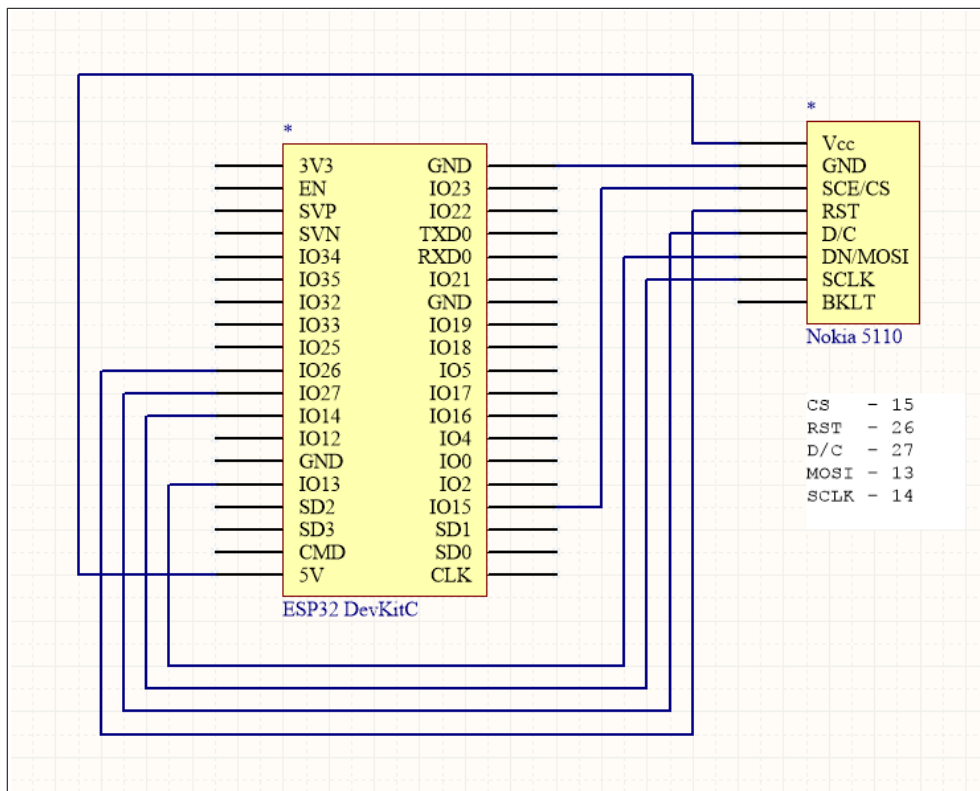 *
3V3 GND
EN IO23
SVP IO22
SVN TXD0
IO34 RXD0
IO35 IO21
IO32 GND
IO33 IO19
IO25 IO18
IO26 IO5
IO27 IO17
IO14 IO16
IO12 IO4
GND IO0
IO13 IO2
SD2 IO15
SD3 SD1
CMD SD0
5V CLK
ESP32 DevKitC
*
Vcc
GND
SCE/CS
RST
D/C
DN/MOSI
SCLK
BKLT
Nokia 5110
CS - 15
RST - 26
D/C - 27
MOSI - 13
SCLK - 14